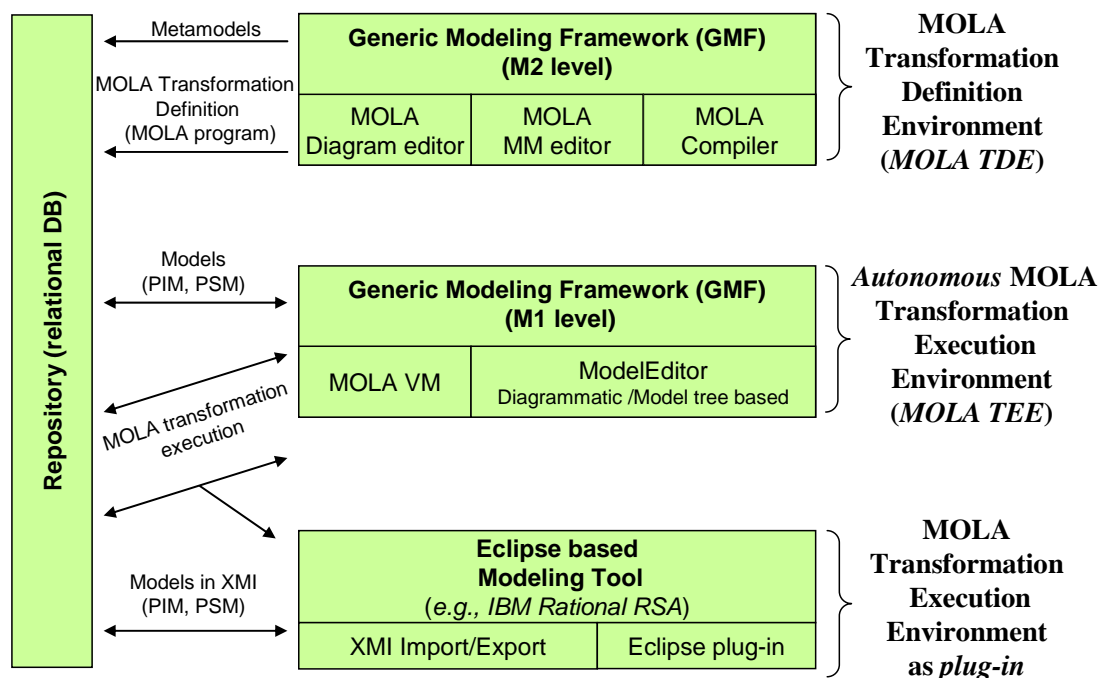 Repository (relational DB)
Metamodels
MOLA Transformation
Definition
(MOLA program)
Generic Modeling Framework (GMF)
(M2 level)
MOLA
Diagram editor
MOLA
MM editor
MOLA
Compiler
MOLA
Transformation
Definition
Environment
(MOLA TDE)
Models
(PIM, PSM)
MOLA transformation
execution
Generic Modeling Framework (GMF)
(M1 level)
MOLA VM
ModelEditor
Diagrammatic /Model tree based
Autonomous MOLA
Transformation
Execution
Environment
(MOLA TEE)
Models in XMI
(PIM, PSM)
Eclipse based
Modeling Tool
(e.g., IBM Rational RSA)
XMI Import/Export
Eclipse plug-in
MOLA
Transformation
Execution
Environment
as plug-in